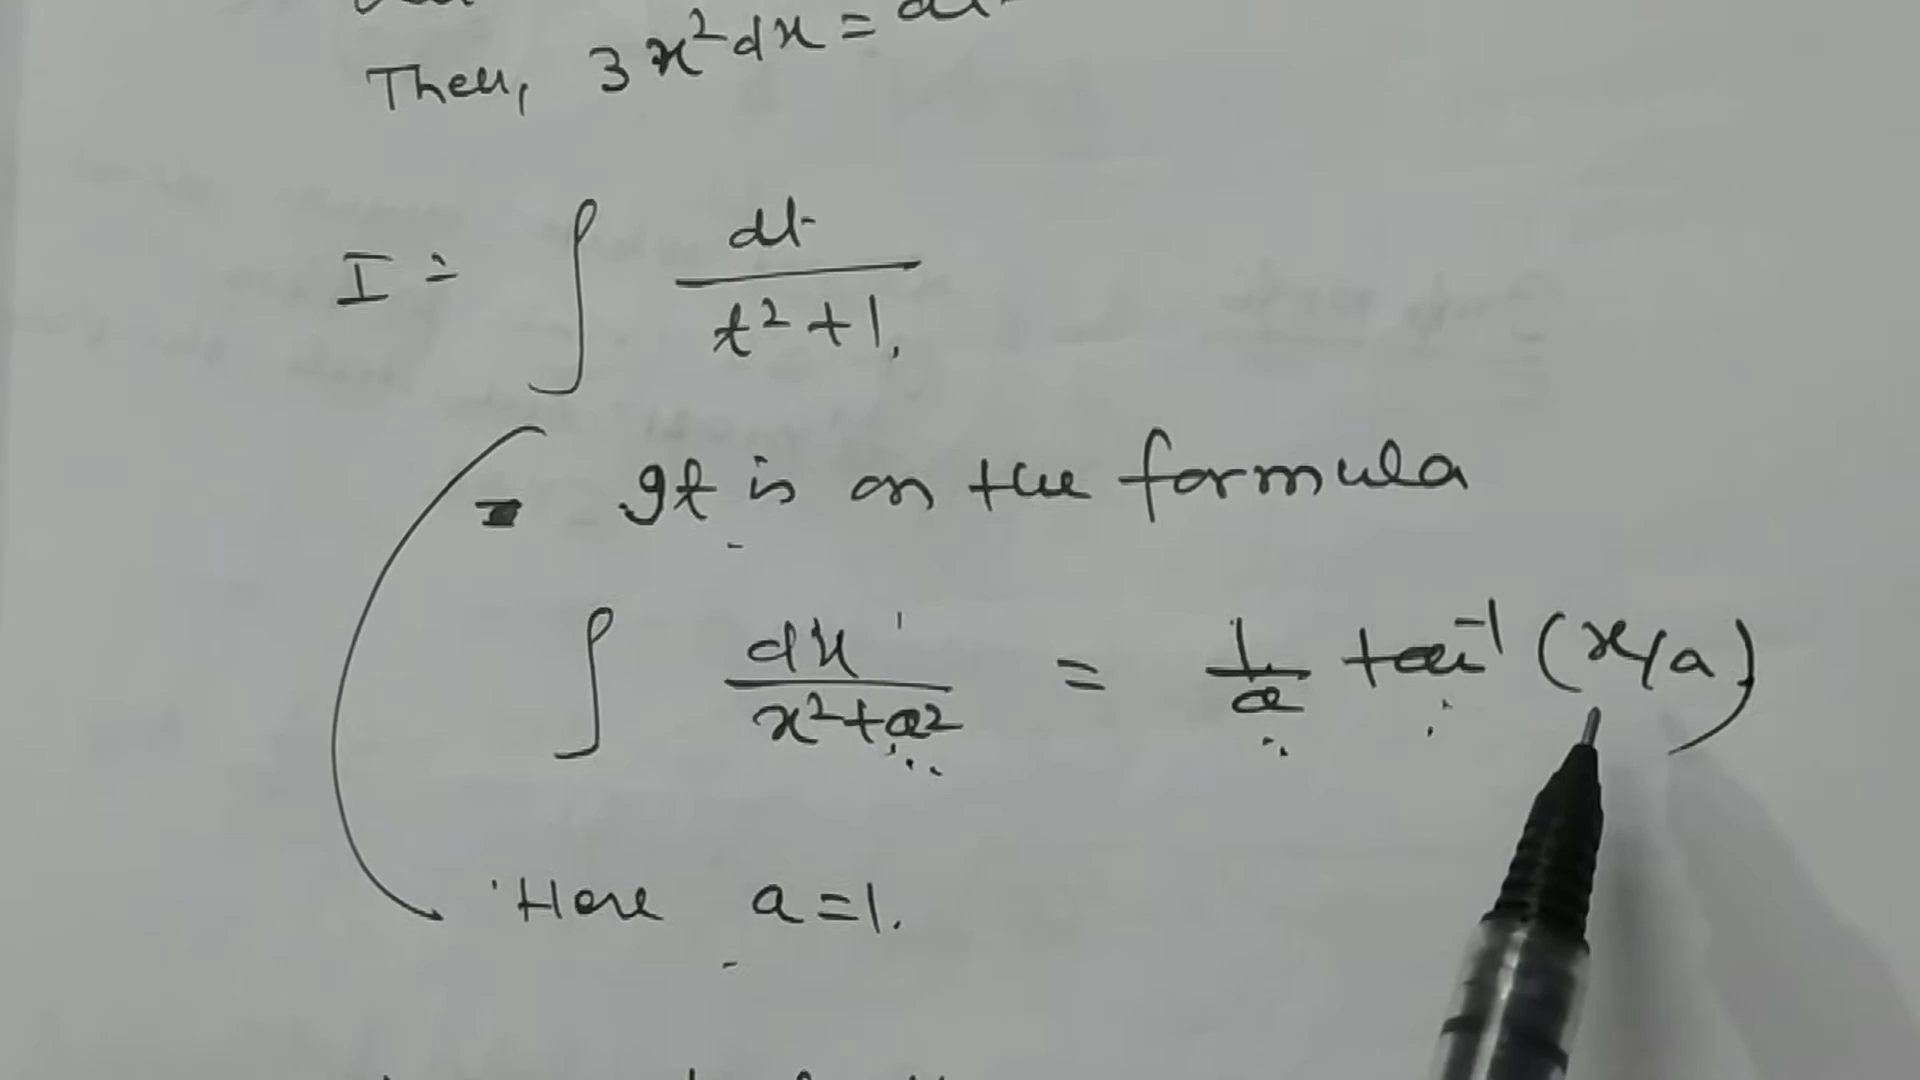 Then, 3x²dx =
I = ∫ dt / t²+1,
It is on the formula
∫ dx / x²+a² = 1/a tan⁻¹ (x/a)
Here a=1.